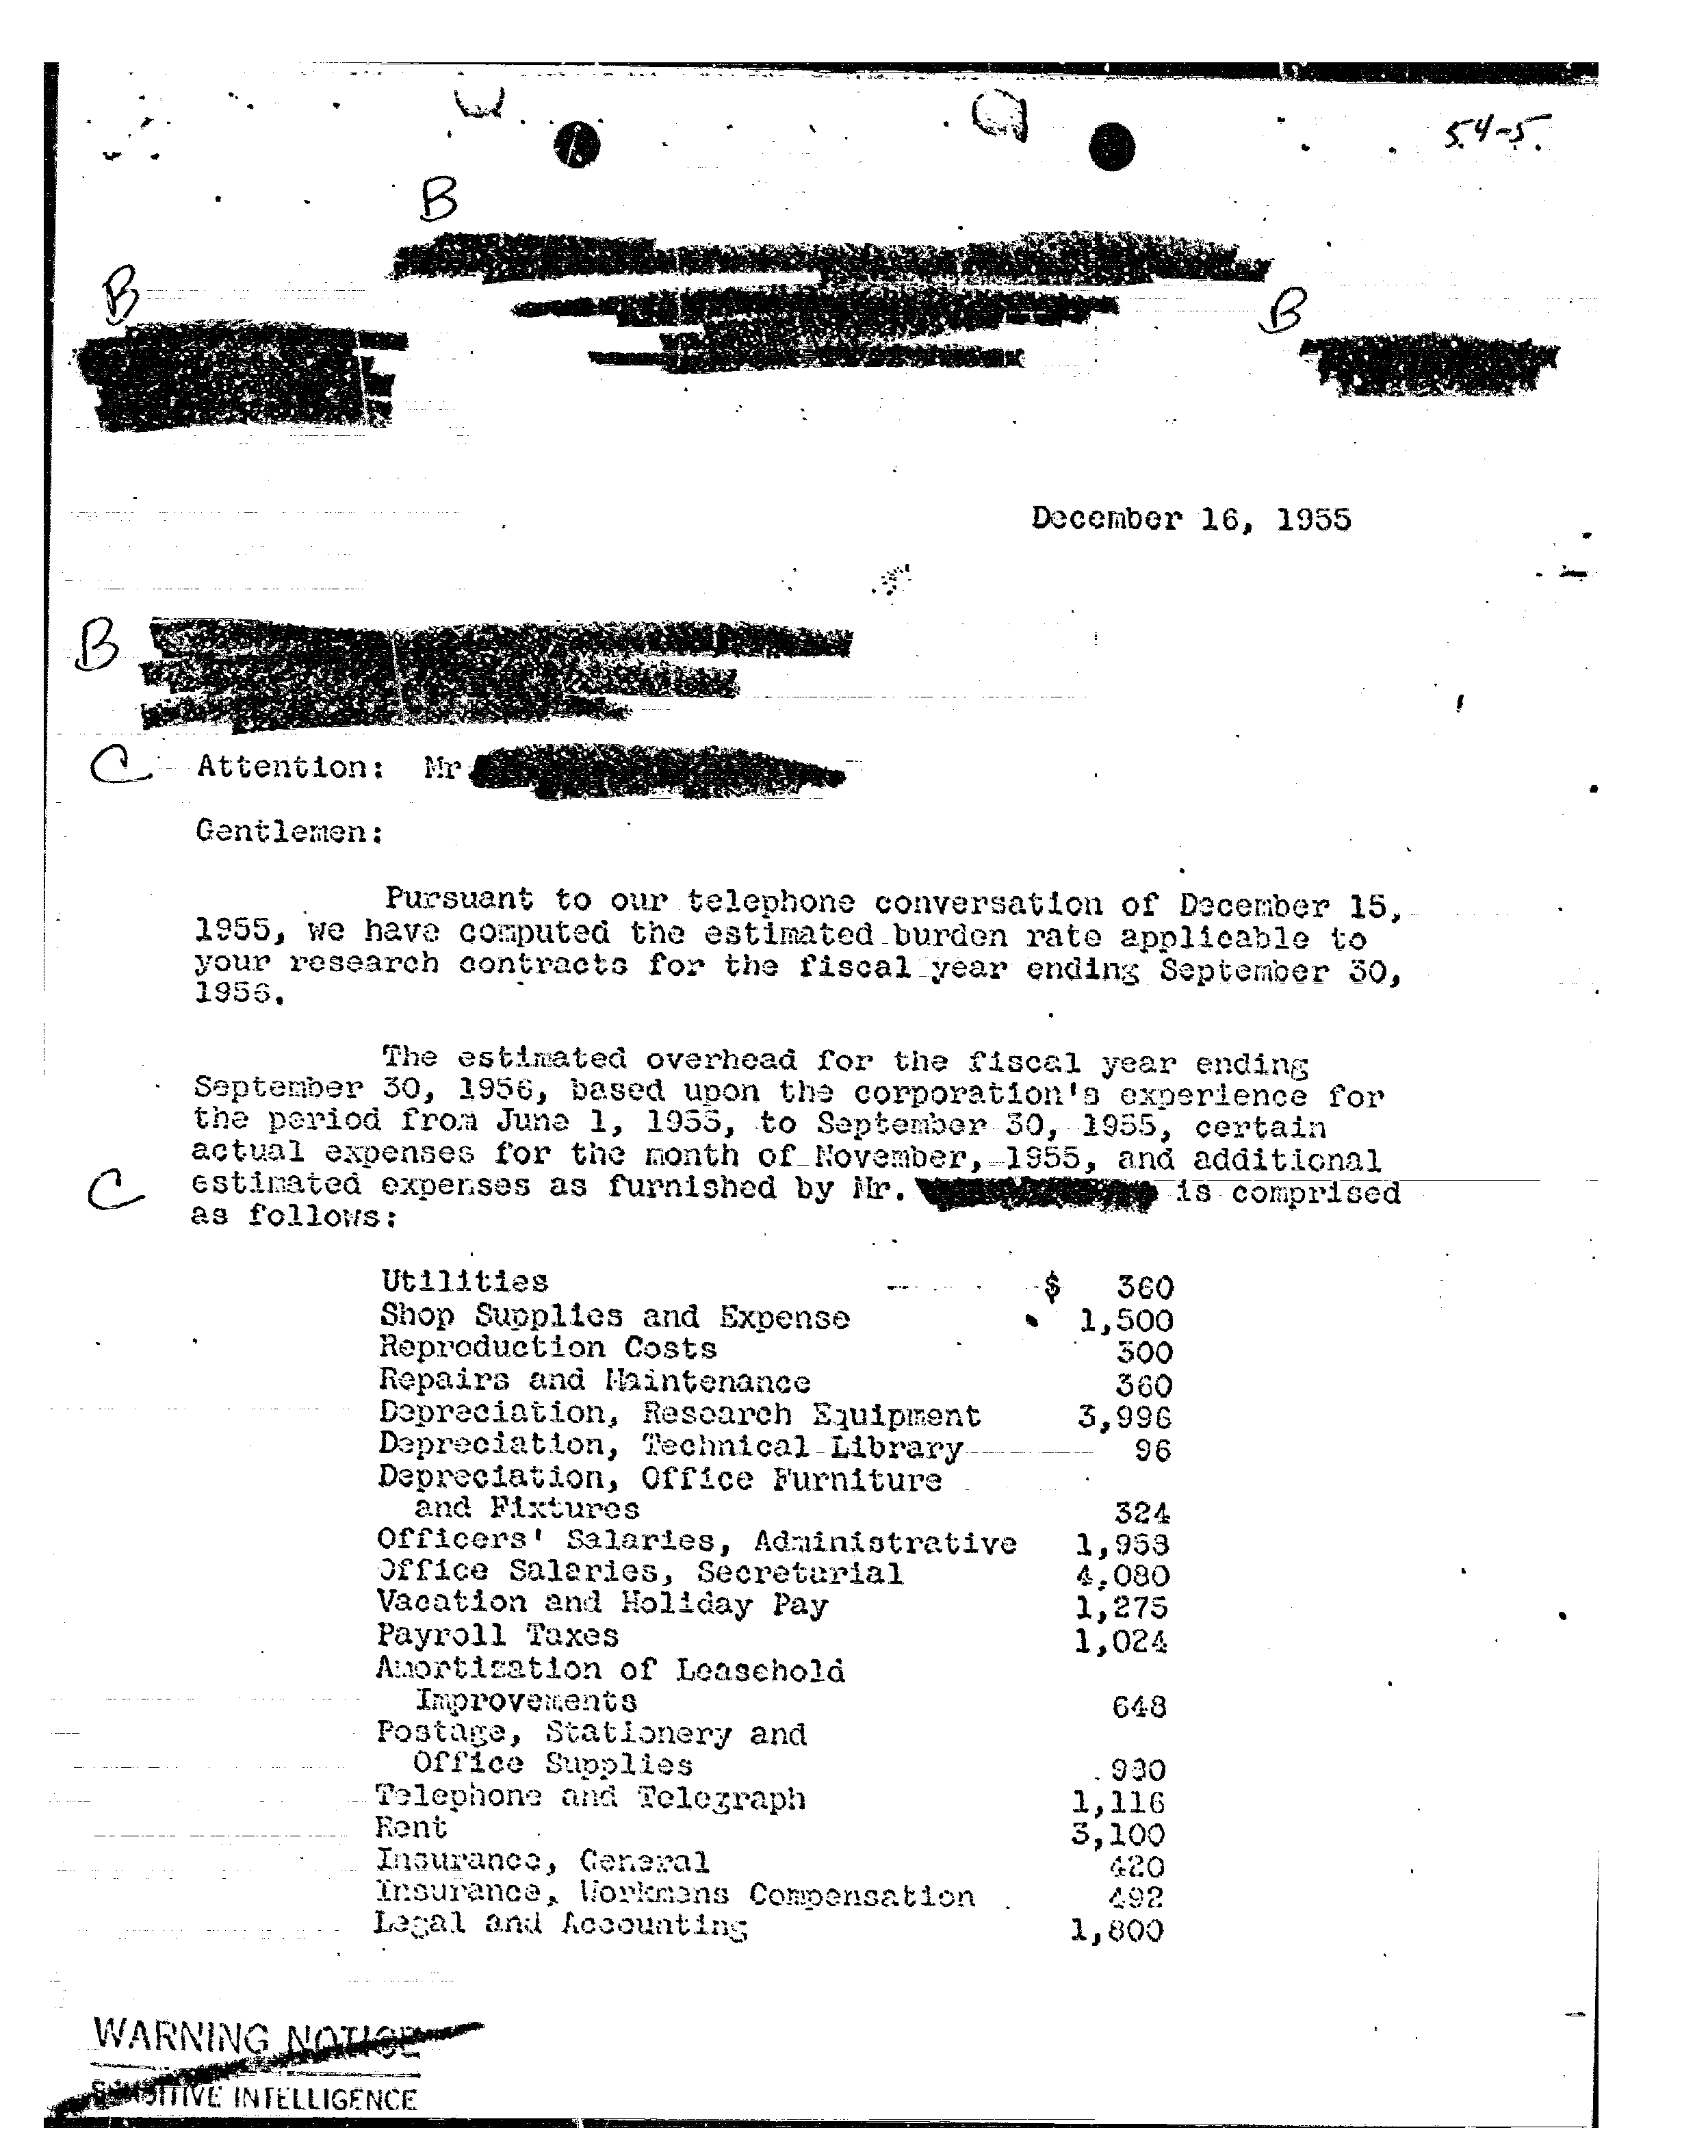 54-5
B
B
B
December 16, 1955
B
C Attention: Mr
Gentlemen:
Pursuant to our telephone conversation of December 15,
1955, we have computed the estimated burden rate applicable to
your research contracts for the fiscal year ending September 30,
1956.
The estimated overhead for the fiscal year ending
September 30, 1956, based upon the corporation's experience for
the period from June 1, 1955, to September 30, 1955, certain
actual expenses for the month of November, 1955, and additional
C estimated expenses as furnished by Mr. is comprised
as follows:
Utilities $ 360
Shop Supplies and Expense 1,500
Reproduction Costs 300
Repairs and Maintenance 360
Depreciation, Research Equipment 3,996
Depreciation, Technical Library 96
Depreciation, Office Furniture
and Fixtures 324
Officers' Salaries, Administrative
Office Salaries, Secretarial 4,080
Vacation and Holiday Pay 1,275
Payroll Taxes 1,024
Amortization of Leasehold
Improvements 648
Postage, Stationery and
Office Supplies
Telephone and Telegraph 1,116
Rent 3,100
Insurance, General 420
Insurance, Workmens Compensation 492
Legal and Accounting 1,800
WARNING NOTICE
SENSITIVE INTELLIGENCE